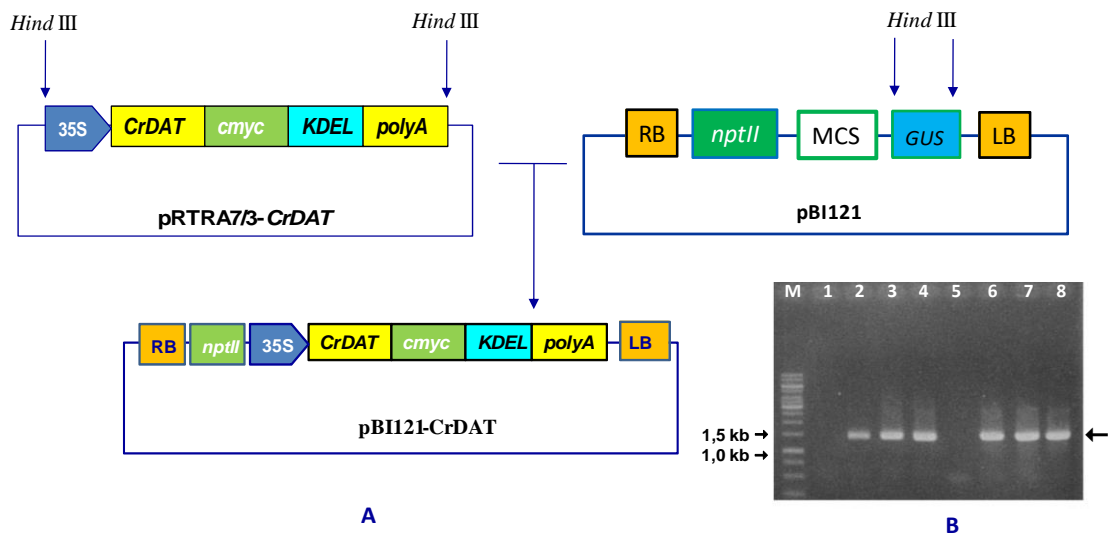 Hind III
Hind III
35S CrDAT cmyc KDEL polyA
pRTRA7/3-CrDAT
Hind III
RB nptII MCS GUS LB
pBI121
RB nptII 35S CrDAT cmyc KDEL polyA LB
pBI121-CrDAT
A
M 1 2 3 4 5 6 7 8
1,5 kb →
1,0 kb →
B